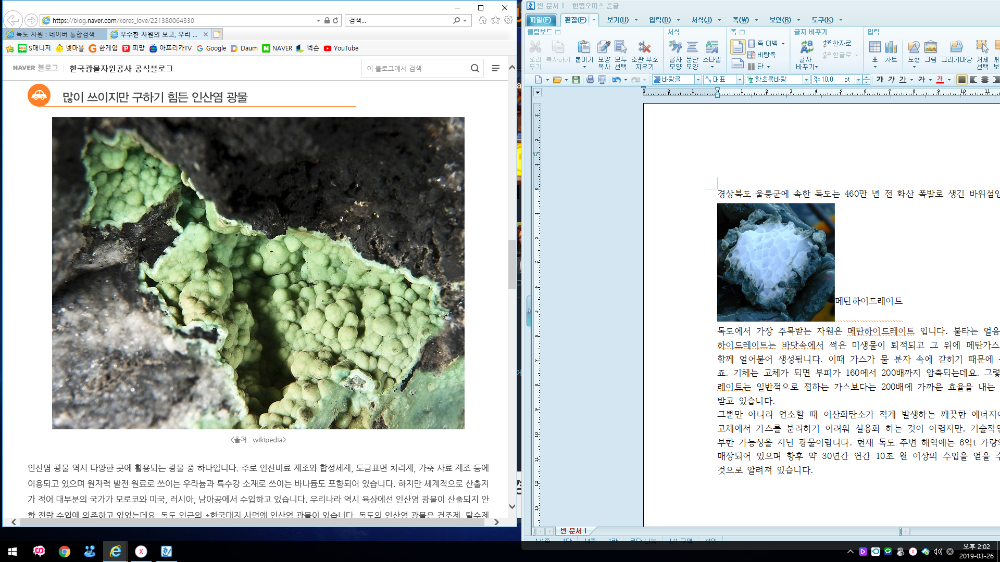 https://blog.naver.com/kores_love/221380064330
검색...
독도 자원 : 네이버 통합검색
우수한 자원의 보고, 우리 ...
S매니저 넷마블 한게임 피망 아프리카TV Google Daum NAVER 넥슨 YouTube
NAVER 블로그 한국광물자원공사 공식블로그
이 블로그에서 검색
많이 쓰이지만 구하기 힘든 인산염 광물
<출처 : wikipedia>
인산염 광물 역시 다양한 곳에 활용되는 광물 중 하나입니다. 주로 인산비료 제조와 합성세제, 도금표면 처리제, 가축 사료 제조 등에
이용되고 있으며 원자력 발전 원료로 쓰이는 우라늄과 특수강 소재로 쓰이는 바나듐도 포함되어 있습니다. 하지만 세계적으로 산출지
가 적어 대부분의 국가가 모로코와 미국, 러시아, 남아공에서 수입하고 있습니다. 우리나라 역시 육상에선 인산염 광물이 산출되지 안
항 전량 수입에 의존하고 있었는데요. 독도 인근의 *한국대지 사면엔 인산염 광물이 있습니다. 독도의 인산염 광물은 건조제, 탈수제
빈 문서 1 - 한컴오피스 혼글
파일(F) 편집(E) 보기(U) 입력(D) 서식(J) 쪽(W) 보안(R) 도구(K)
클립보드 서식 쪽 글자 바꾸기 입력
오려 두기 복사하기 붙이기 모양 복사 모두 선택 조판 부호 지우기
글자 모양 문단 모양 스타일
쪽 여백 바탕쪽 단
글자 바꾸기 한자로 한글로
표 차트 도형 그림 그리기마당 개체 선택
바탕글 대표 함초롬바탕 10.0 pt 가 가 가 가 가
경상북도 울릉군에 속한 독도는 460만 년 전 화산 폭발로 생긴 바위섬입
메탄하이드레이트
독도에서 가장 주목받는 자원은 메탄하이드레이트 입니다. 불타는 얼음
하이드레이트는 바닷속에서 썩은 미생물이 퇴적되고 그 위에 메탄가스
함께 얼어붙어 생성됩니다. 이때 가스가 물 분자 속에 갇히기 때문에
죠. 기체는 고체가 되면 부피가 160에서 200배까지 압축되는데요. 그렇
레이트는 일반적으로 접하는 가스보다는 200배에 가까운 효율을 내는
받고 있습니다.
그뿐만 아니라 연소할 때 이산화탄소가 적게 발생하는 깨끗한 에너지이
고체에서 가스를 분리하기 어려워 실용화 하는 것이 어렵지만, 기술적인
부한 가능성을 지닌 광물이랍니다. 현재 독도 주변 해역에는 6억t 가량의
매장되어 있으며 향후 약 30년간 연간 10조 원 이상의 수입을 얻을 수
것으로 알려져 있습니다.
빈 문서 1
1/1쪽 1단 14줄 1칸 문단 나눔 1/1 구역 삽입
오후 2:02
2019-03-26